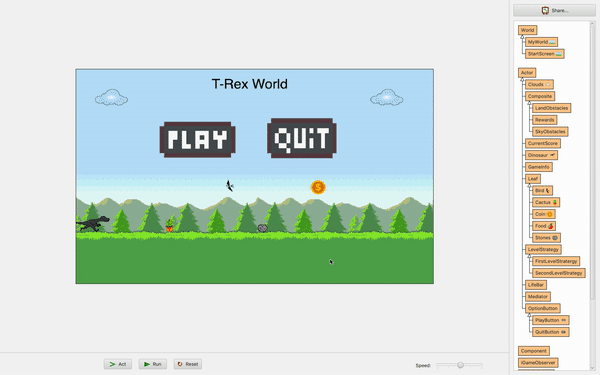 Share...
World
MyWorld
StartScreen
T-Rex World
PLAY
QUIT
Actor
Clouds
Composite
LandObstacles
Rewards
SkyObstacles
CurrentScore
Dinosaur
GameInfo
Leaf
Bird
Cactus
Coin
Food
Stones
LevelStrategy
FirstLevelStratergy
SecondLevelStrategy
LifeBar
Mediator
OptionButton
PlayButton
QuitButton
Component
IGameObserver
Act
Run
Reset
Speed: